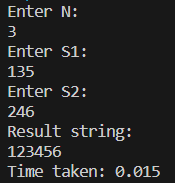 Enter N:
3
Enter S1:
135
Enter S2:
246
Result string:
123456
Time taken: 0.015